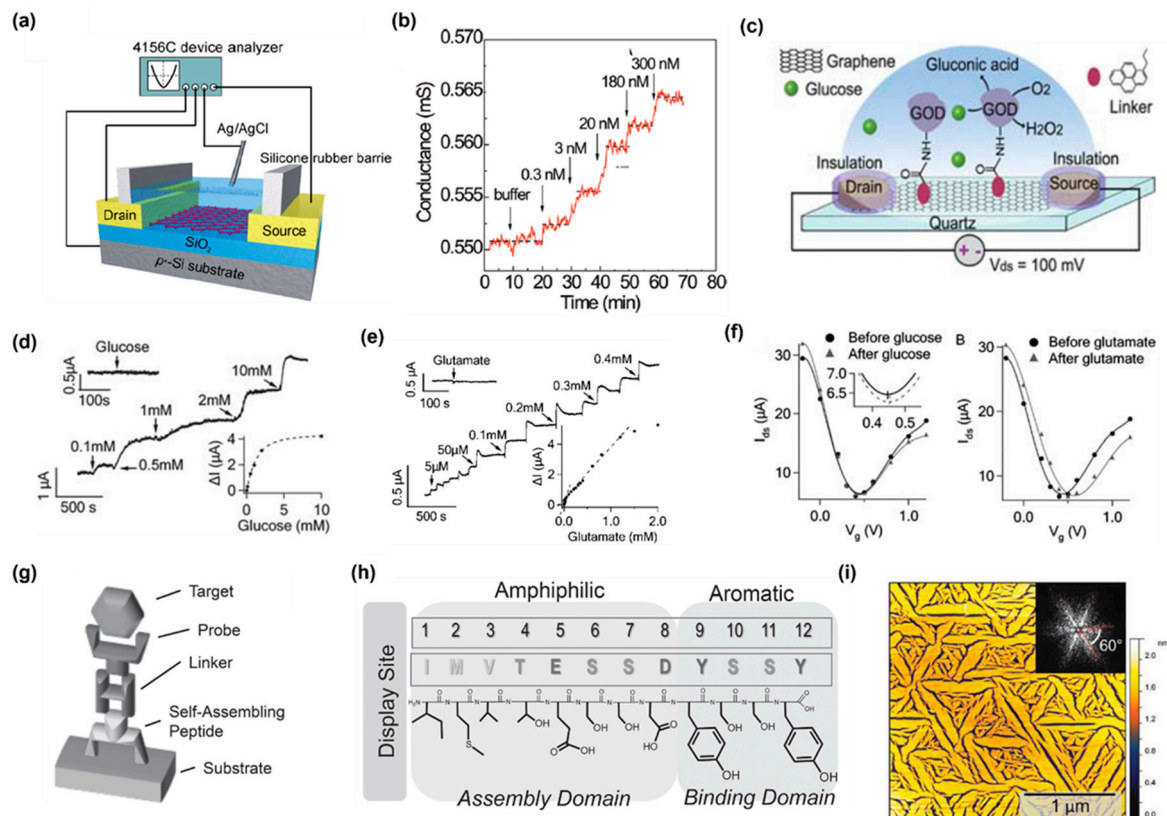 (a)
4156C device analyzer
Ag/AgCl
Silicone rubber barrie
Drain
Source
SiO2
p+-Si substrate
(b)
0.570
0.565
0.560
0.555
0.550
Conductance (mS)
buffer
0.3 nM
3 nM
20 nM
180 nM
300 nM
0 10 20 30 40 50 60 70 80
Time (min)
(c)
Graphene
Glucose
Gluconic acid
GOD
GOD
O2
H2O2
Linker
NH
O
NH
O
Insulation
Drain
Insulation
Source
Quartz
+ -
Vds = 100 mV
(d)
Glucose
0.5μA
100s
0.1mM
0.5mM
1mM
2mM
10mM
1 μA
500 s
ΔI (μA)
4
2
0
0 5 10
Glucose (mM)
(e)
Glutamate
0.5μA
100 s
5μM
50μM
0.1mM
0.2mM
0.3mM
0.4mM
0.5 μA
500 s
ΔI (μA)
4
2
0
0.0 1.0 2.0
Glutamate (mM)
(f)
Before glucose
After glucose
30
20
10
Ids (μA)
7.0
6.5
0.4 0.5
0.0 1.0
Vg (V)
B
Before glutamate
After glutamate
30
20
10
Ids (μA)
0.0 1.0
Vg (V)
(g)
Target
Probe
Linker
Self-Assembling
Peptide
Substrate
(h)
Amphiphilic Aromatic
Display Site
1 2 3 4 5 6 7 8 9 10 11 12
I M V T E S S D Y S S Y
Assembly Domain Binding Domain
(i)
60°
1 μm
nm
2.0
1.6
1.2
0.8
0.4
0.0